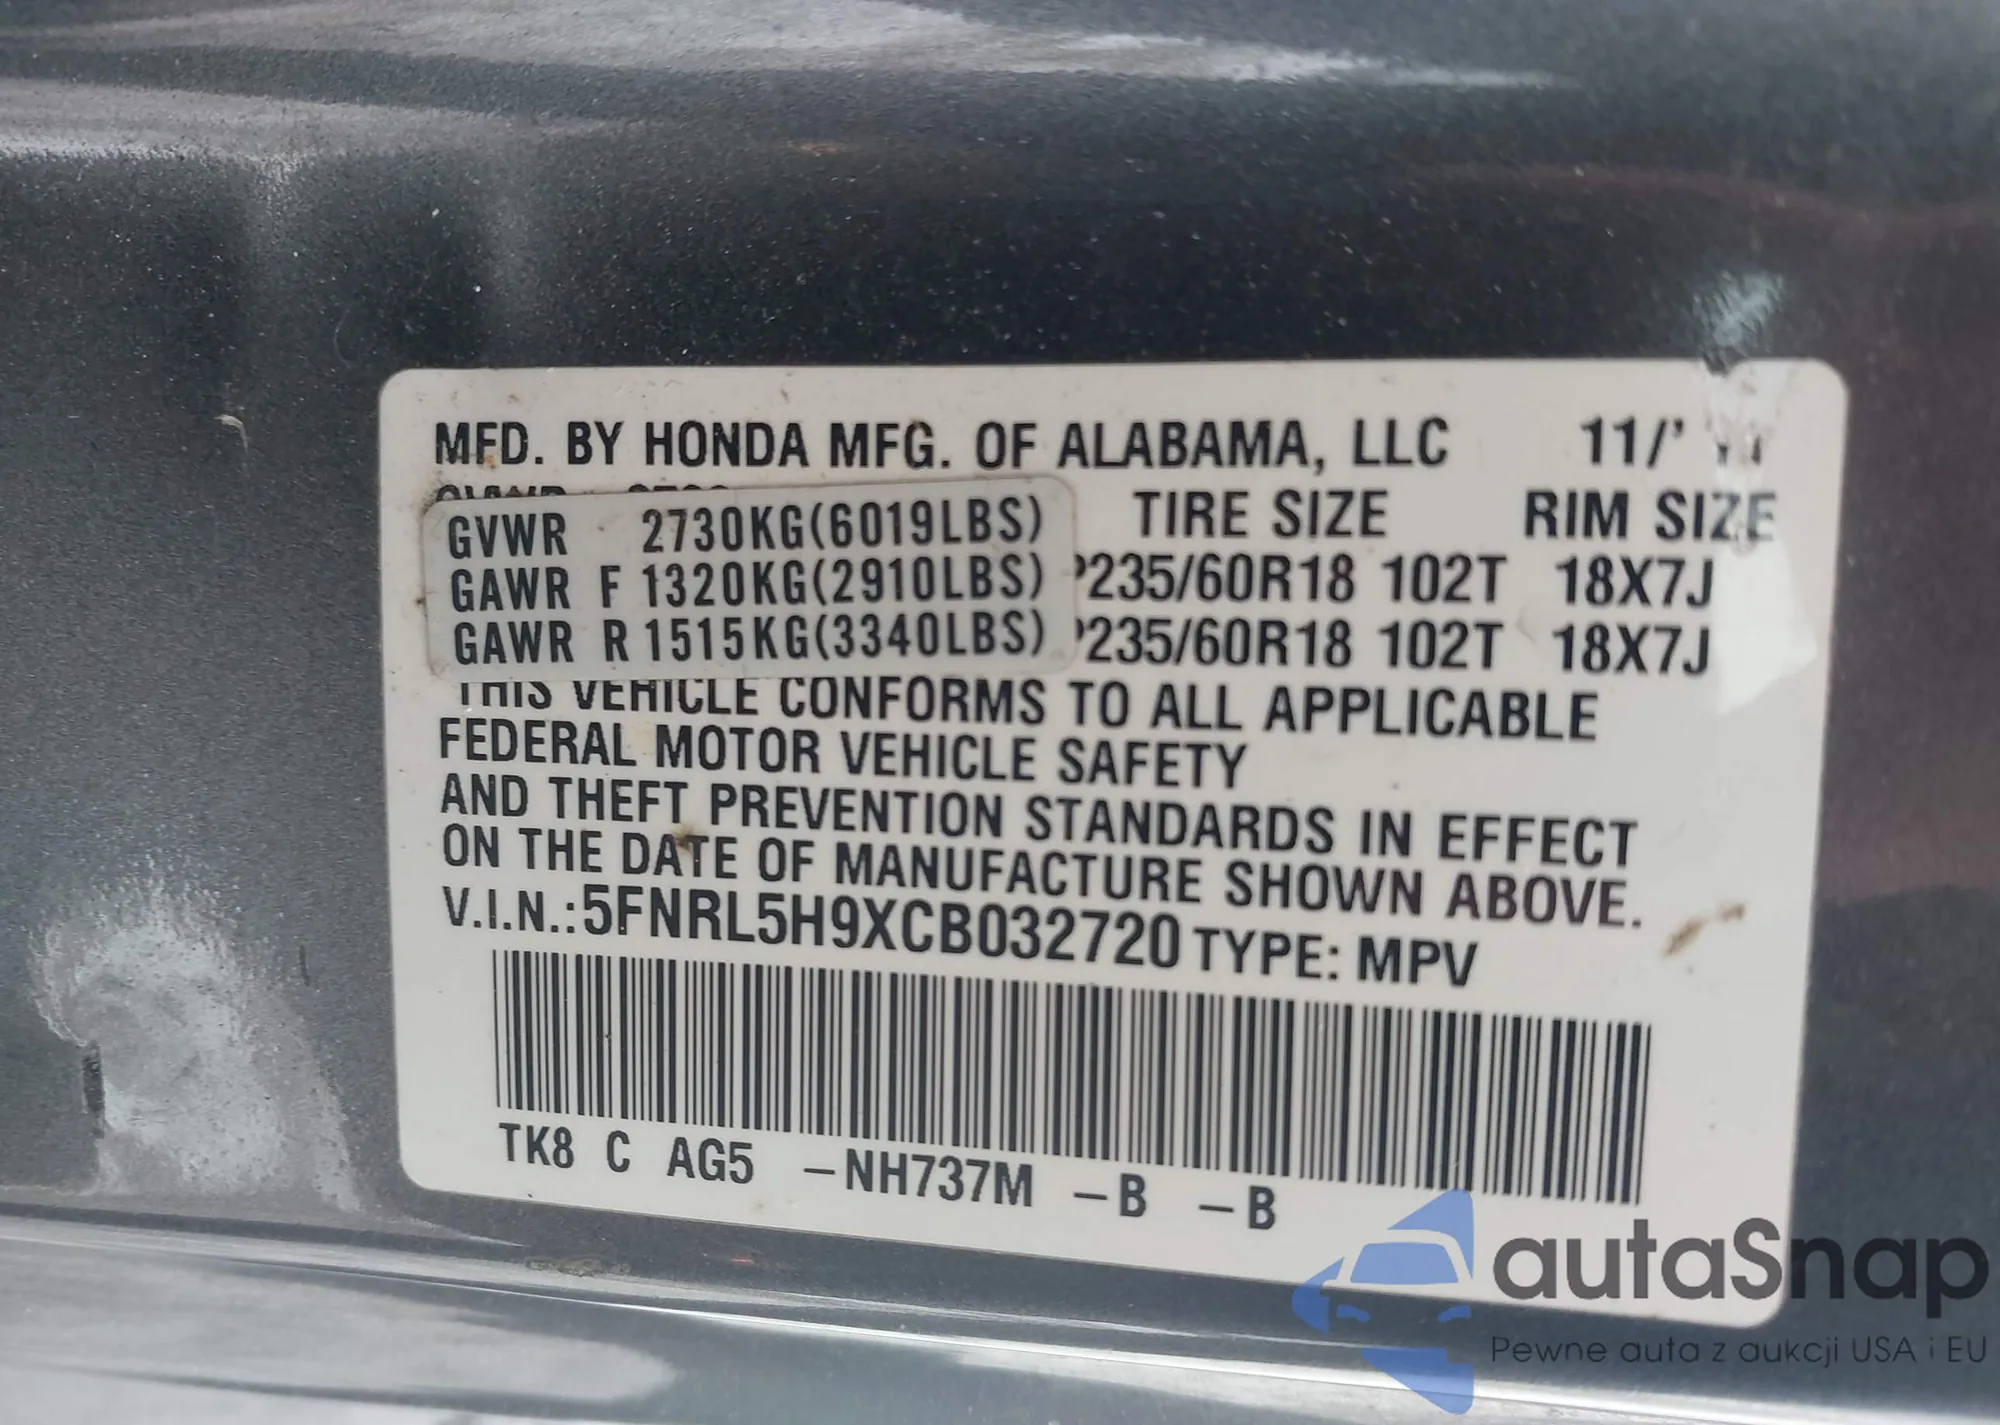 MFD. BY HONDA MFG. OF ALABAMA, LLC 11/'
TIRE SIZE RIM SIZE
GVWR 2730KG(6019LBS)
GAWR F 1320KG(2910LBS) P235/60R18 102T 18X7J
GAWR R 1515KG(3340LBS) P235/60R18 102T 18X7J
THIS VEHICLE CONFORMS TO ALL APPLICABLE
FEDERAL MOTOR VEHICLE SAFETY
AND THEFT PREVENTION STANDARDS IN EFFECT
ON THE DATE OF MANUFACTURE SHOWN ABOVE.
V.I.N.:5FNRL5H9XCB032720 TYPE: MPV
TK8 C AG5 -NH737M -B -B
autaSnap
Pewne auta z aukcji USA i EU